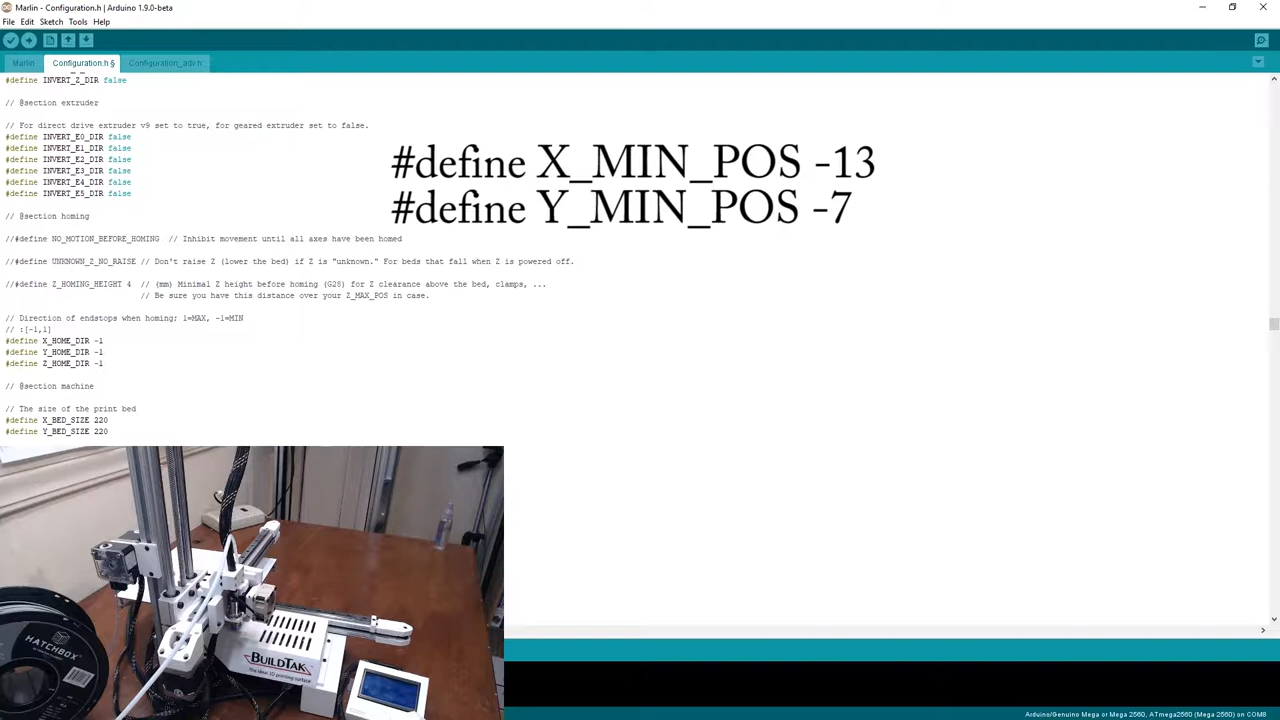 Marlin - Configuration.h | Arduino 1.9.0-beta
File Edit Sketch Tools Help
Marlin Configuration.h § Configuration_adv.h
#define INVERT_Z_DIR false
// @section extruder
// For direct drive extruder v9 set to true, for geared extruder set to false.
#define INVERT_E0_DIR false
#define INVERT_E1_DIR false
#define INVERT_E2_DIR false
#define INVERT_E3_DIR false
#define INVERT_E4_DIR false
#define INVERT_E5_DIR false
#define X_MIN_POS -13
#define Y_MIN_POS -7
// @section homing
//#define NO_MOTION_BEFORE_HOMING // Inhibit movement until all axes have been homed
//#define UNKNOWN_Z_NO_RAISE // Don't raise Z (lower the bed) if Z is "unknown." For beds that fall when Z is powered off.
//#define Z_HOMING_HEIGHT 4 // (mm) Minimal Z height before homing (G28) for Z clearance above the bed, clamps, ...
// Be sure you have this distance over your Z_MAX_POS in case.
// Direction of endstops when homing; 1=MAX, -1=MIN
// :[-1,1]
#define X_HOME_DIR -1
#define Y_HOME_DIR -1
#define Z_HOME_DIR -1
// @section machine
// The size of the print bed
#define X_BED_SIZE 220
#define Y_BED_SIZE 220
HATCHBOX
BUILDTAK
The ideal 3D printing surface
Arduino/Genuino Mega or Mega 2560, ATmega2560 (Mega 2560) on COM8